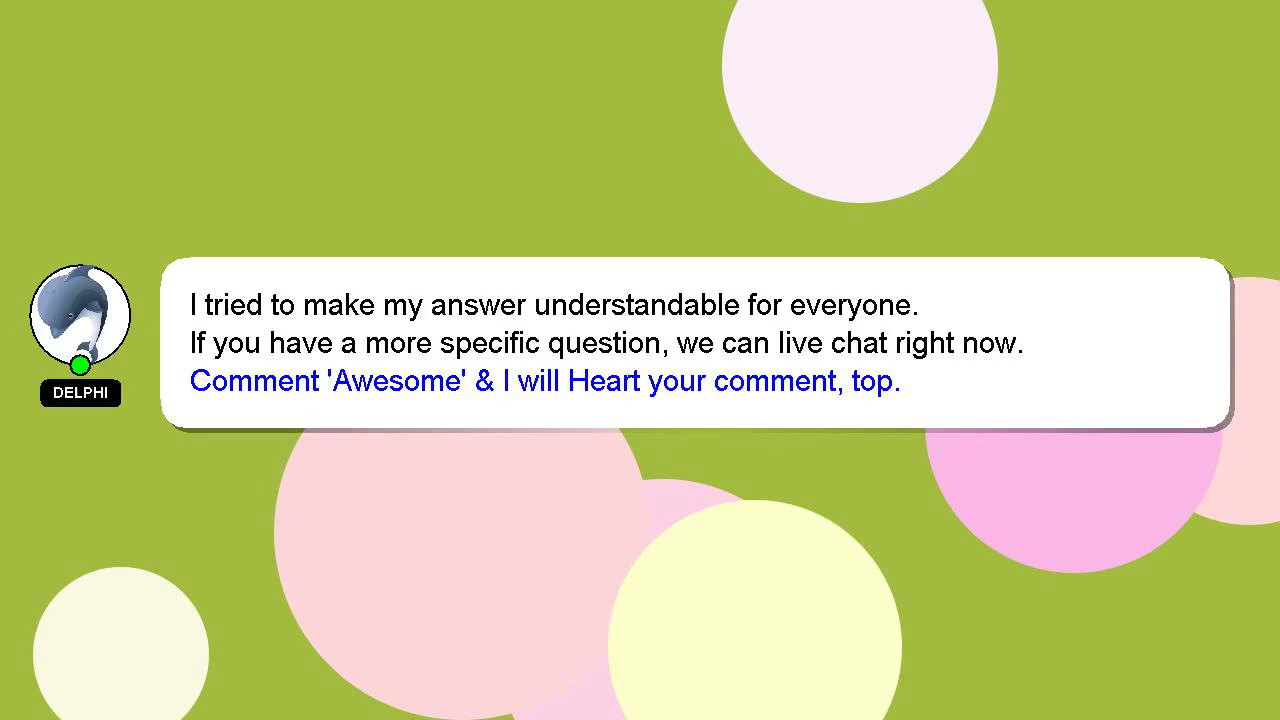 I tried to make my answer understandable for everyone.
If you have a more specific question, we can live chat right now.
Comment 'Awesome' & I will Heart your comment, top.
DELPHI